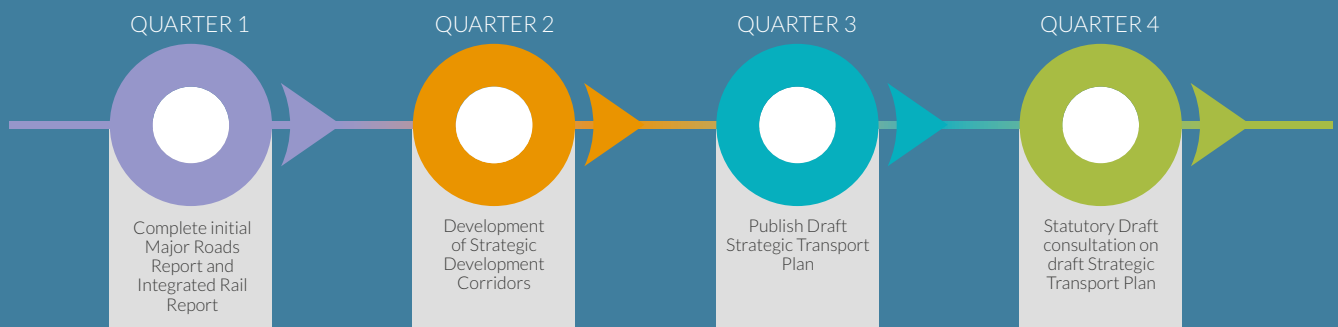 QUARTER 1
Complete initial
Major Roads
Report and
Integrated Rail
Report
QUARTER 2
Development
of Strategic
Development
Corridors
QUARTER 3
Publish Draft
Strategic Transport
Plan
QUARTER 4
Statutory Draft
consultation on
draft Strategic
Transport Plan